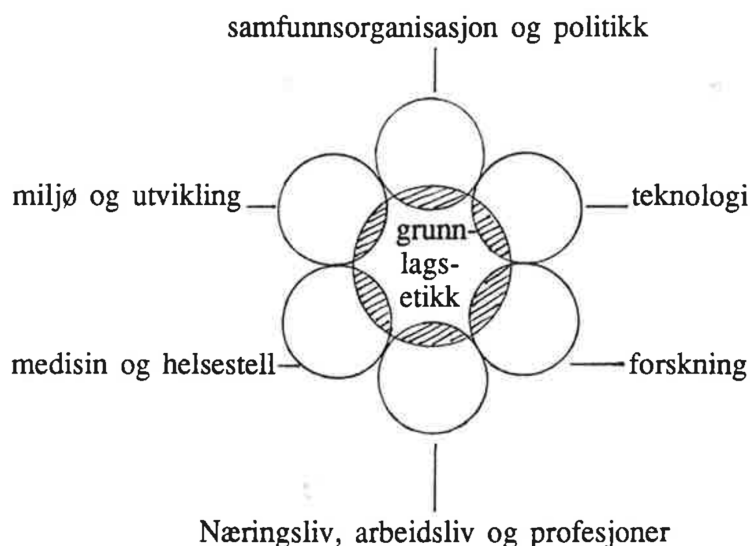 samfunnsorganisasjon og politikk
miljø og utvikling
teknologi
grunn-
lags-
etikk
medisin og helsestell
forskning
Næringsliv, arbeidsliv og profesjoner